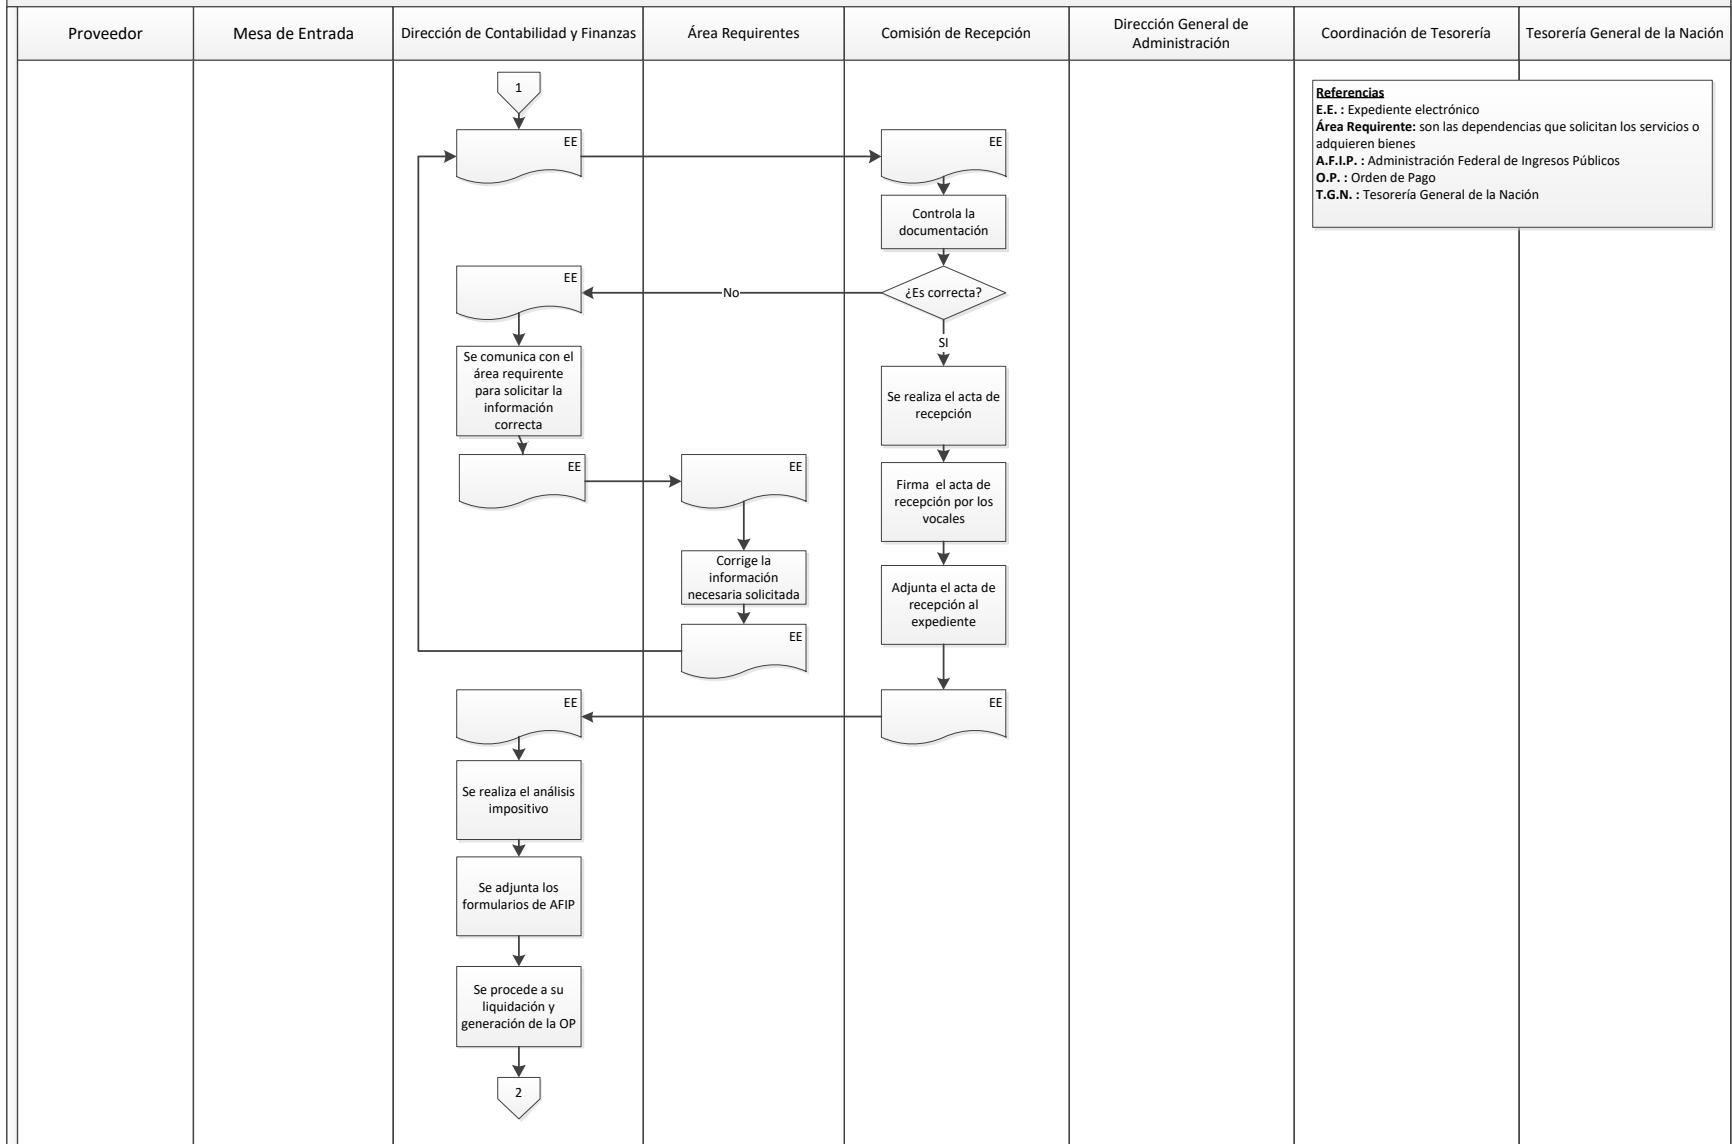 Proveedor
Mesa de Entrada
Dirección de Contabilidad y Finanzas
Área Requirentes
Comisión de Recepción
Dirección General de
Administración
Coordinación de Tesorería
Tesorería General de la Nación
Referencias
E.E. : Expediente electrónico
Área Requirente: son las dependencias que solicitan los servicios o
adquieren bienes
A.F.I.P. : Administración Federal de Ingresos Públicos
O.P. : Orden de Pago
T.G.N. : Tesorería General de la Nación
1
EE
EE
Controla la
documentación
¿Es correcta?
No
EE
SI
Se comunica con el
área requirente
para solicitar la
información
correcta
Se realiza el acta de
recepción
EE
EE
Firma  el acta de
recepción por los
vocales
Corrige la
información
necesaria solicitada
Adjunta el acta de
recepción al
expediente
EE
EE
EE
Se realiza el análisis
impositivo
Se adjunta los
formularios de AFIP
Se procede a su
liquidación y
generación de la OP
2